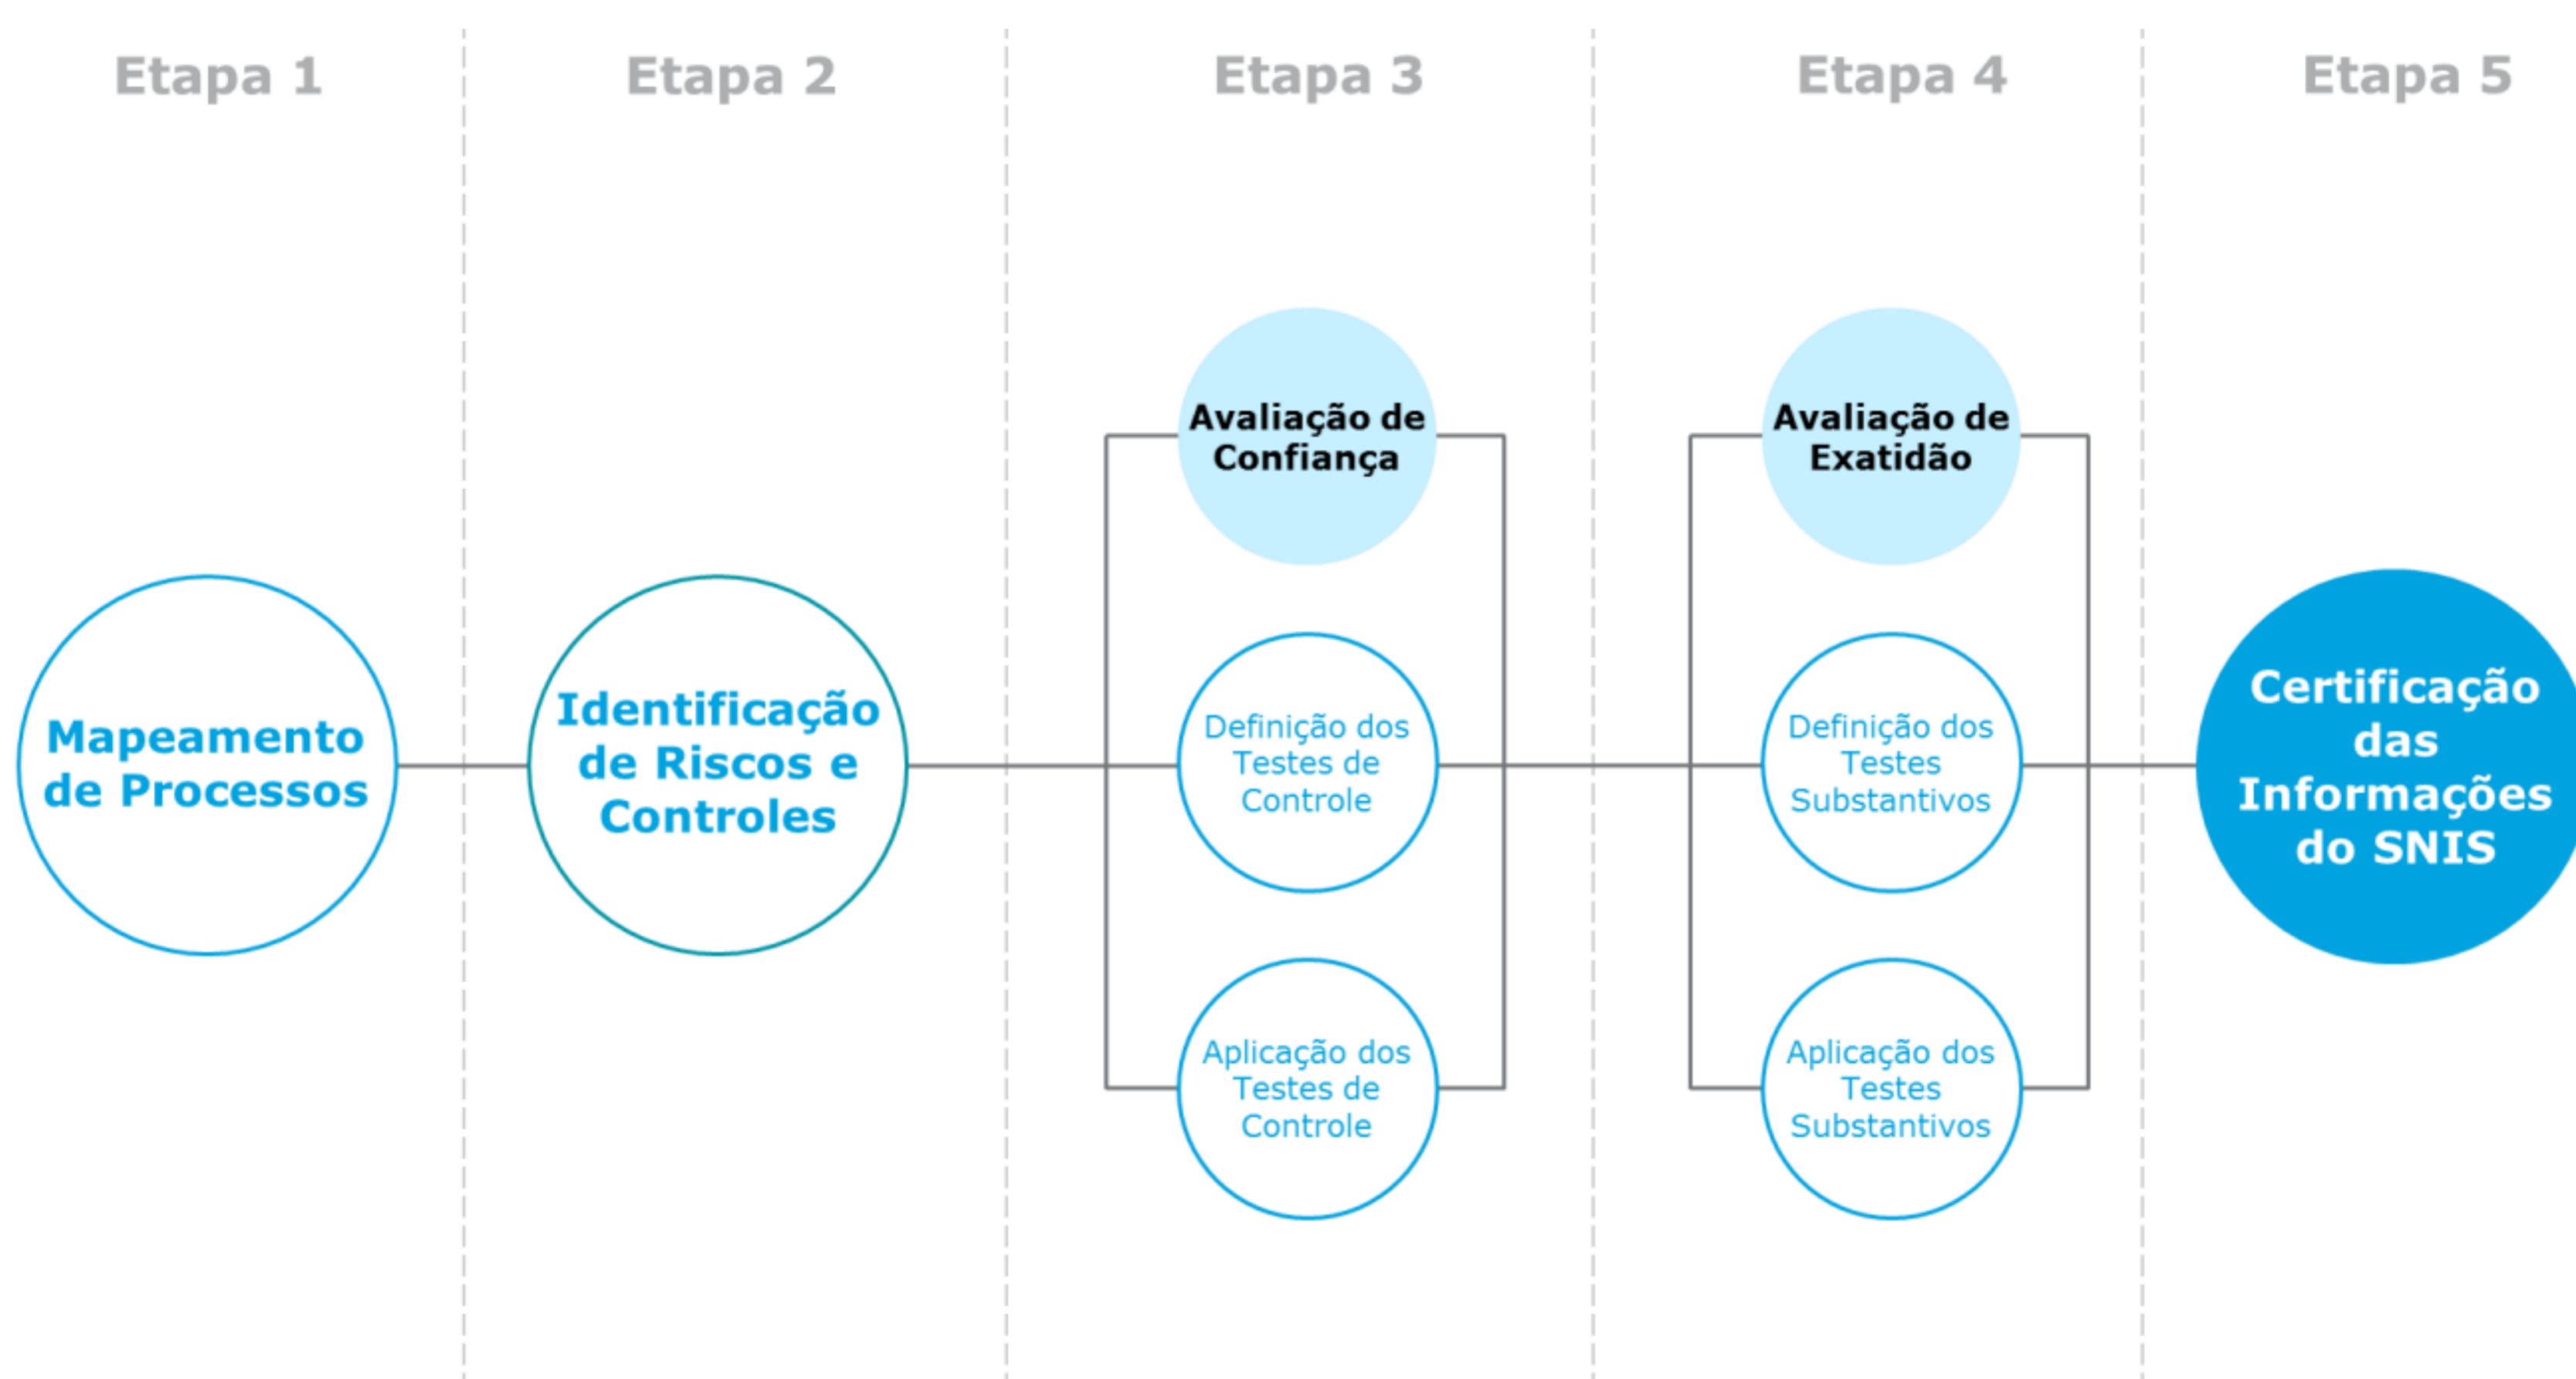 Etapa 1
Etapa 2
Etapa 3
Etapa 4
Etapa 5
Mapeamento
de Processos
Identificação
de Riscos e
Controles
Avaliação de
Confiança
Definição dos
Testes de
Controle
Aplicação dos
Testes de
Controle
Avaliação de
Exatidão
Definição dos
Testes
Substantivos
Aplicação dos
Testes
Substantivos
Certificação
das
Informações
do SNIS